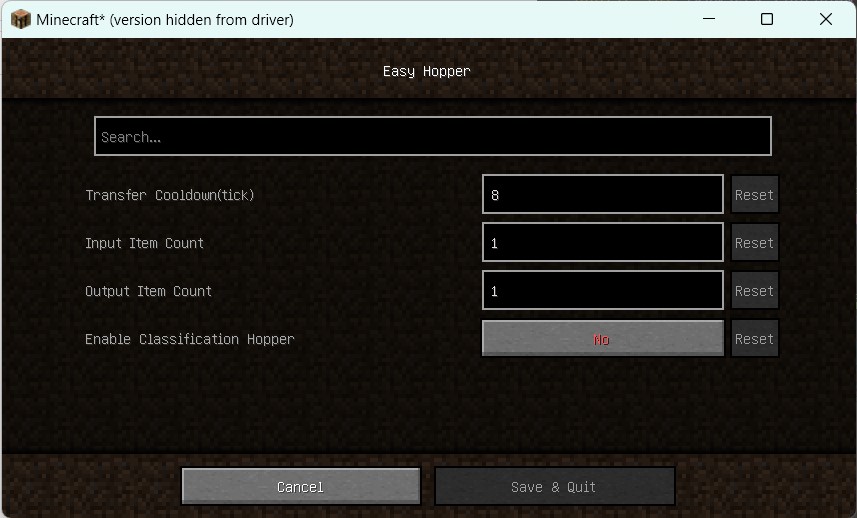 Minecraft* (version hidden from driver)
Easy Hopper
Search...
Transfer Cooldown(tick) 8 Reset
Input Item Count 1 Reset
Output Item Count 1 Reset
Enable Classification Hopper No Reset
Cancel Save & Quit